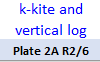 k-kite and
vertical log
Plate 2A R2/6